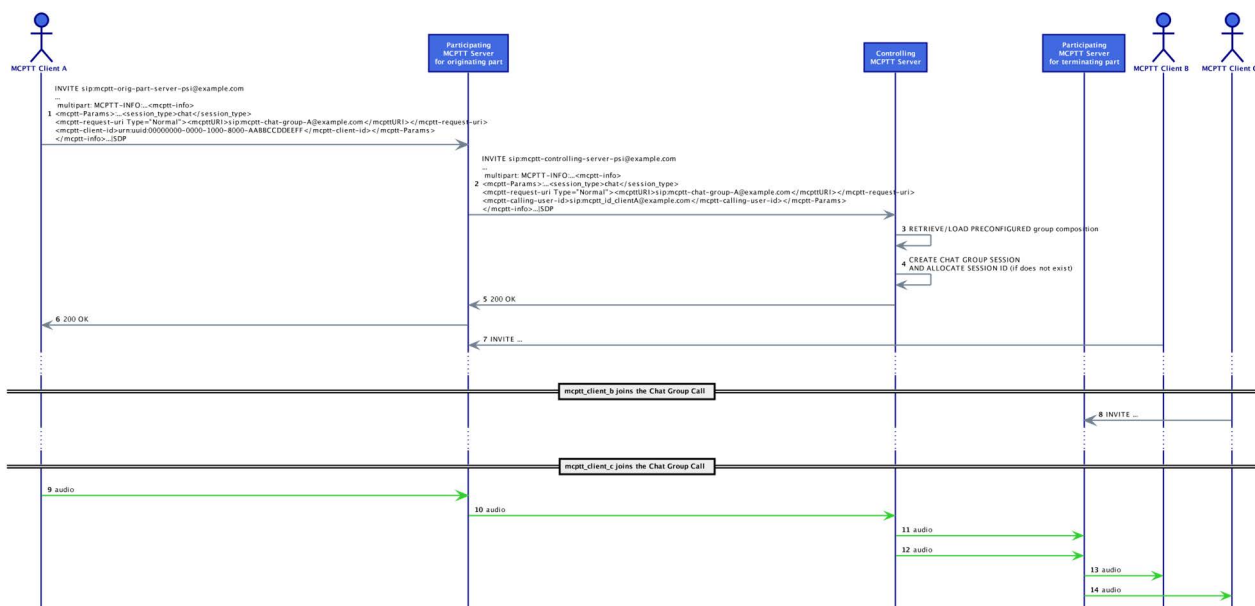 MCPTT Client A
Participating
MCPTT Server
for originating part
Controlling
MCPTT Server
Participating
MCPTT Server
for terminating part
MCPTT Client B
MCPTT Client C
INVITE sip:mcptt-orig-part-server-psi@example.com
...
multipart: MCPTT-INFO:...<mcptt-info>
1 <mcptt-Params>:...<session_type>chat</session_type>
<mcptt-request-uri Type="Normal"><mcpttURI>sip:mcptt-chat-group-A@example.com</mcpttURI></mcptt-request-uri>
<mcptt-client-id>urn:uuid:00000000-0000-1000-8000-AABBCCDDEEFF</mcptt-client-id></mcptt-Params>
</mcptt-info>...|SDP
INVITE sip:mcptt-controlling-server-psi@example.com
...
multipart: MCPTT-INFO:...<mcptt-info>
2 <mcptt-Params>:...<session_type>chat</session_type>
<mcptt-request-uri Type="Normal"><mcpttURI>sip:mcptt-chat-group-A@example.com</mcpttURI></mcptt-request-uri>
<mcptt-calling-user-id>sip:mcptt_id_clientA@example.com</mcptt-calling-user-id></mcptt-Params>
</mcptt-info>...|SDP
3 RETRIEVE/LOAD PRECONFIGURED group composition
4 CREATE CHAT GROUP SESSION
AND ALLOCATE SESSION ID (if does not exist)
5 200 OK
6 200 OK
7 INVITE ...
mcptt_client_b joins the Chat Group Call
8 INVITE ...
mcptt_client_c joins the Chat Group Call
9 audio
10 audio
11 audio
12 audio
13 audio
14 audio